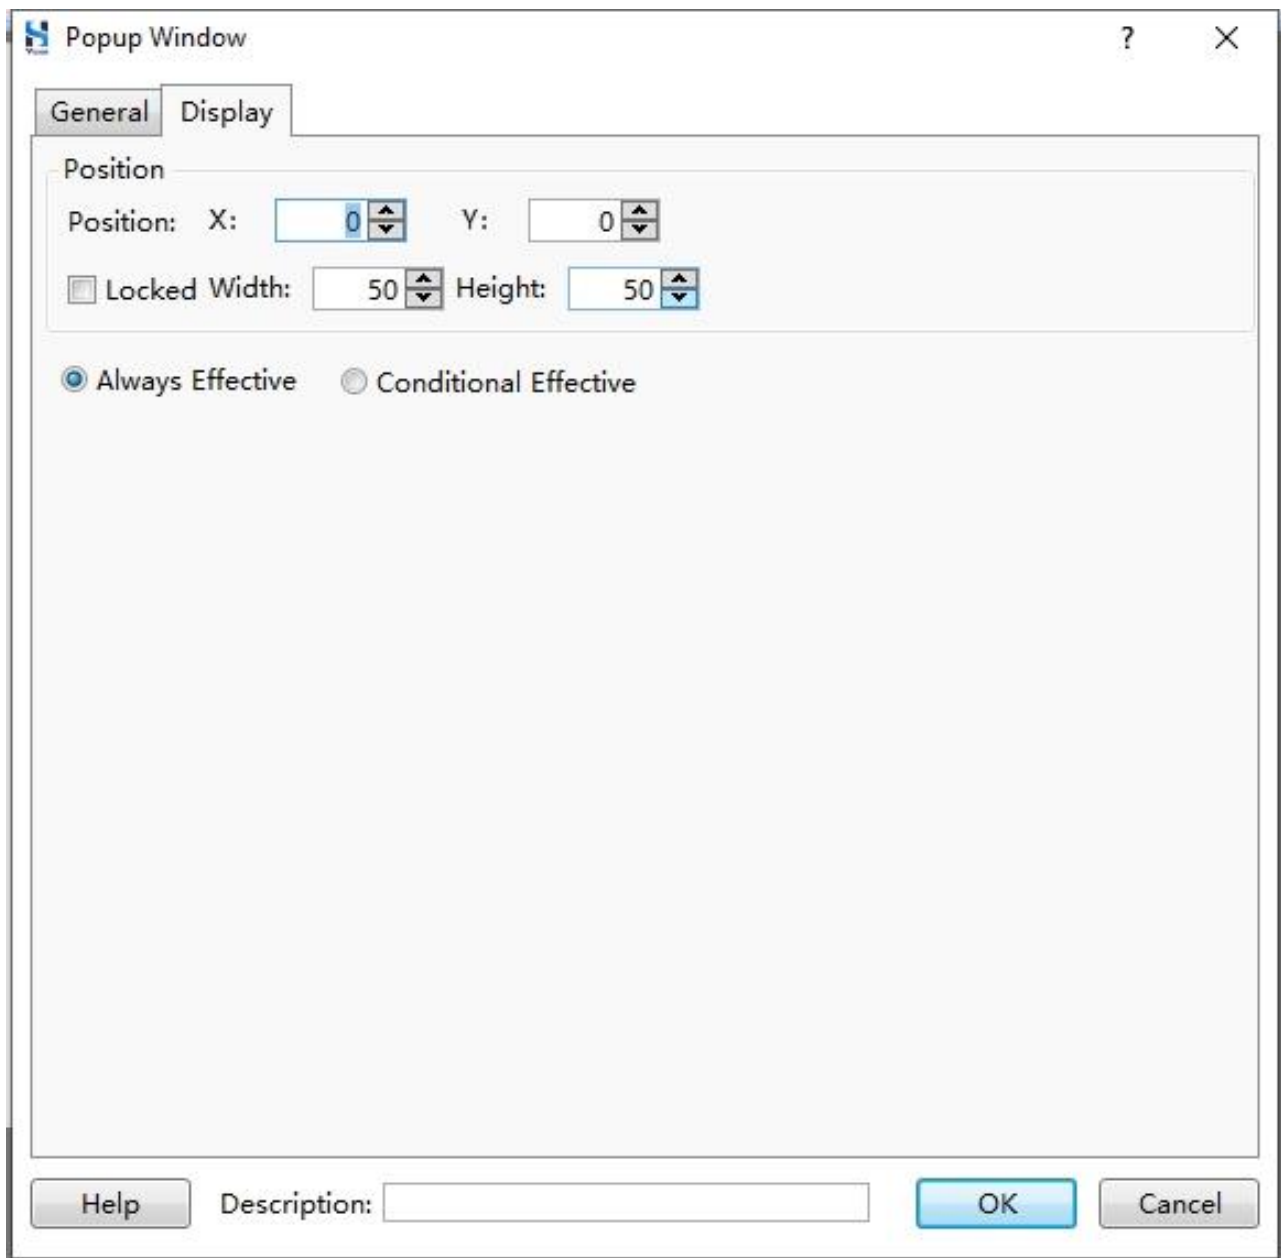 Popup Window ?
General Display
Position
Position: X: 0 Y: 0
Locked Width: 50 Height: 50
Always Effective Conditional Effective
Help Description: OK Cancel